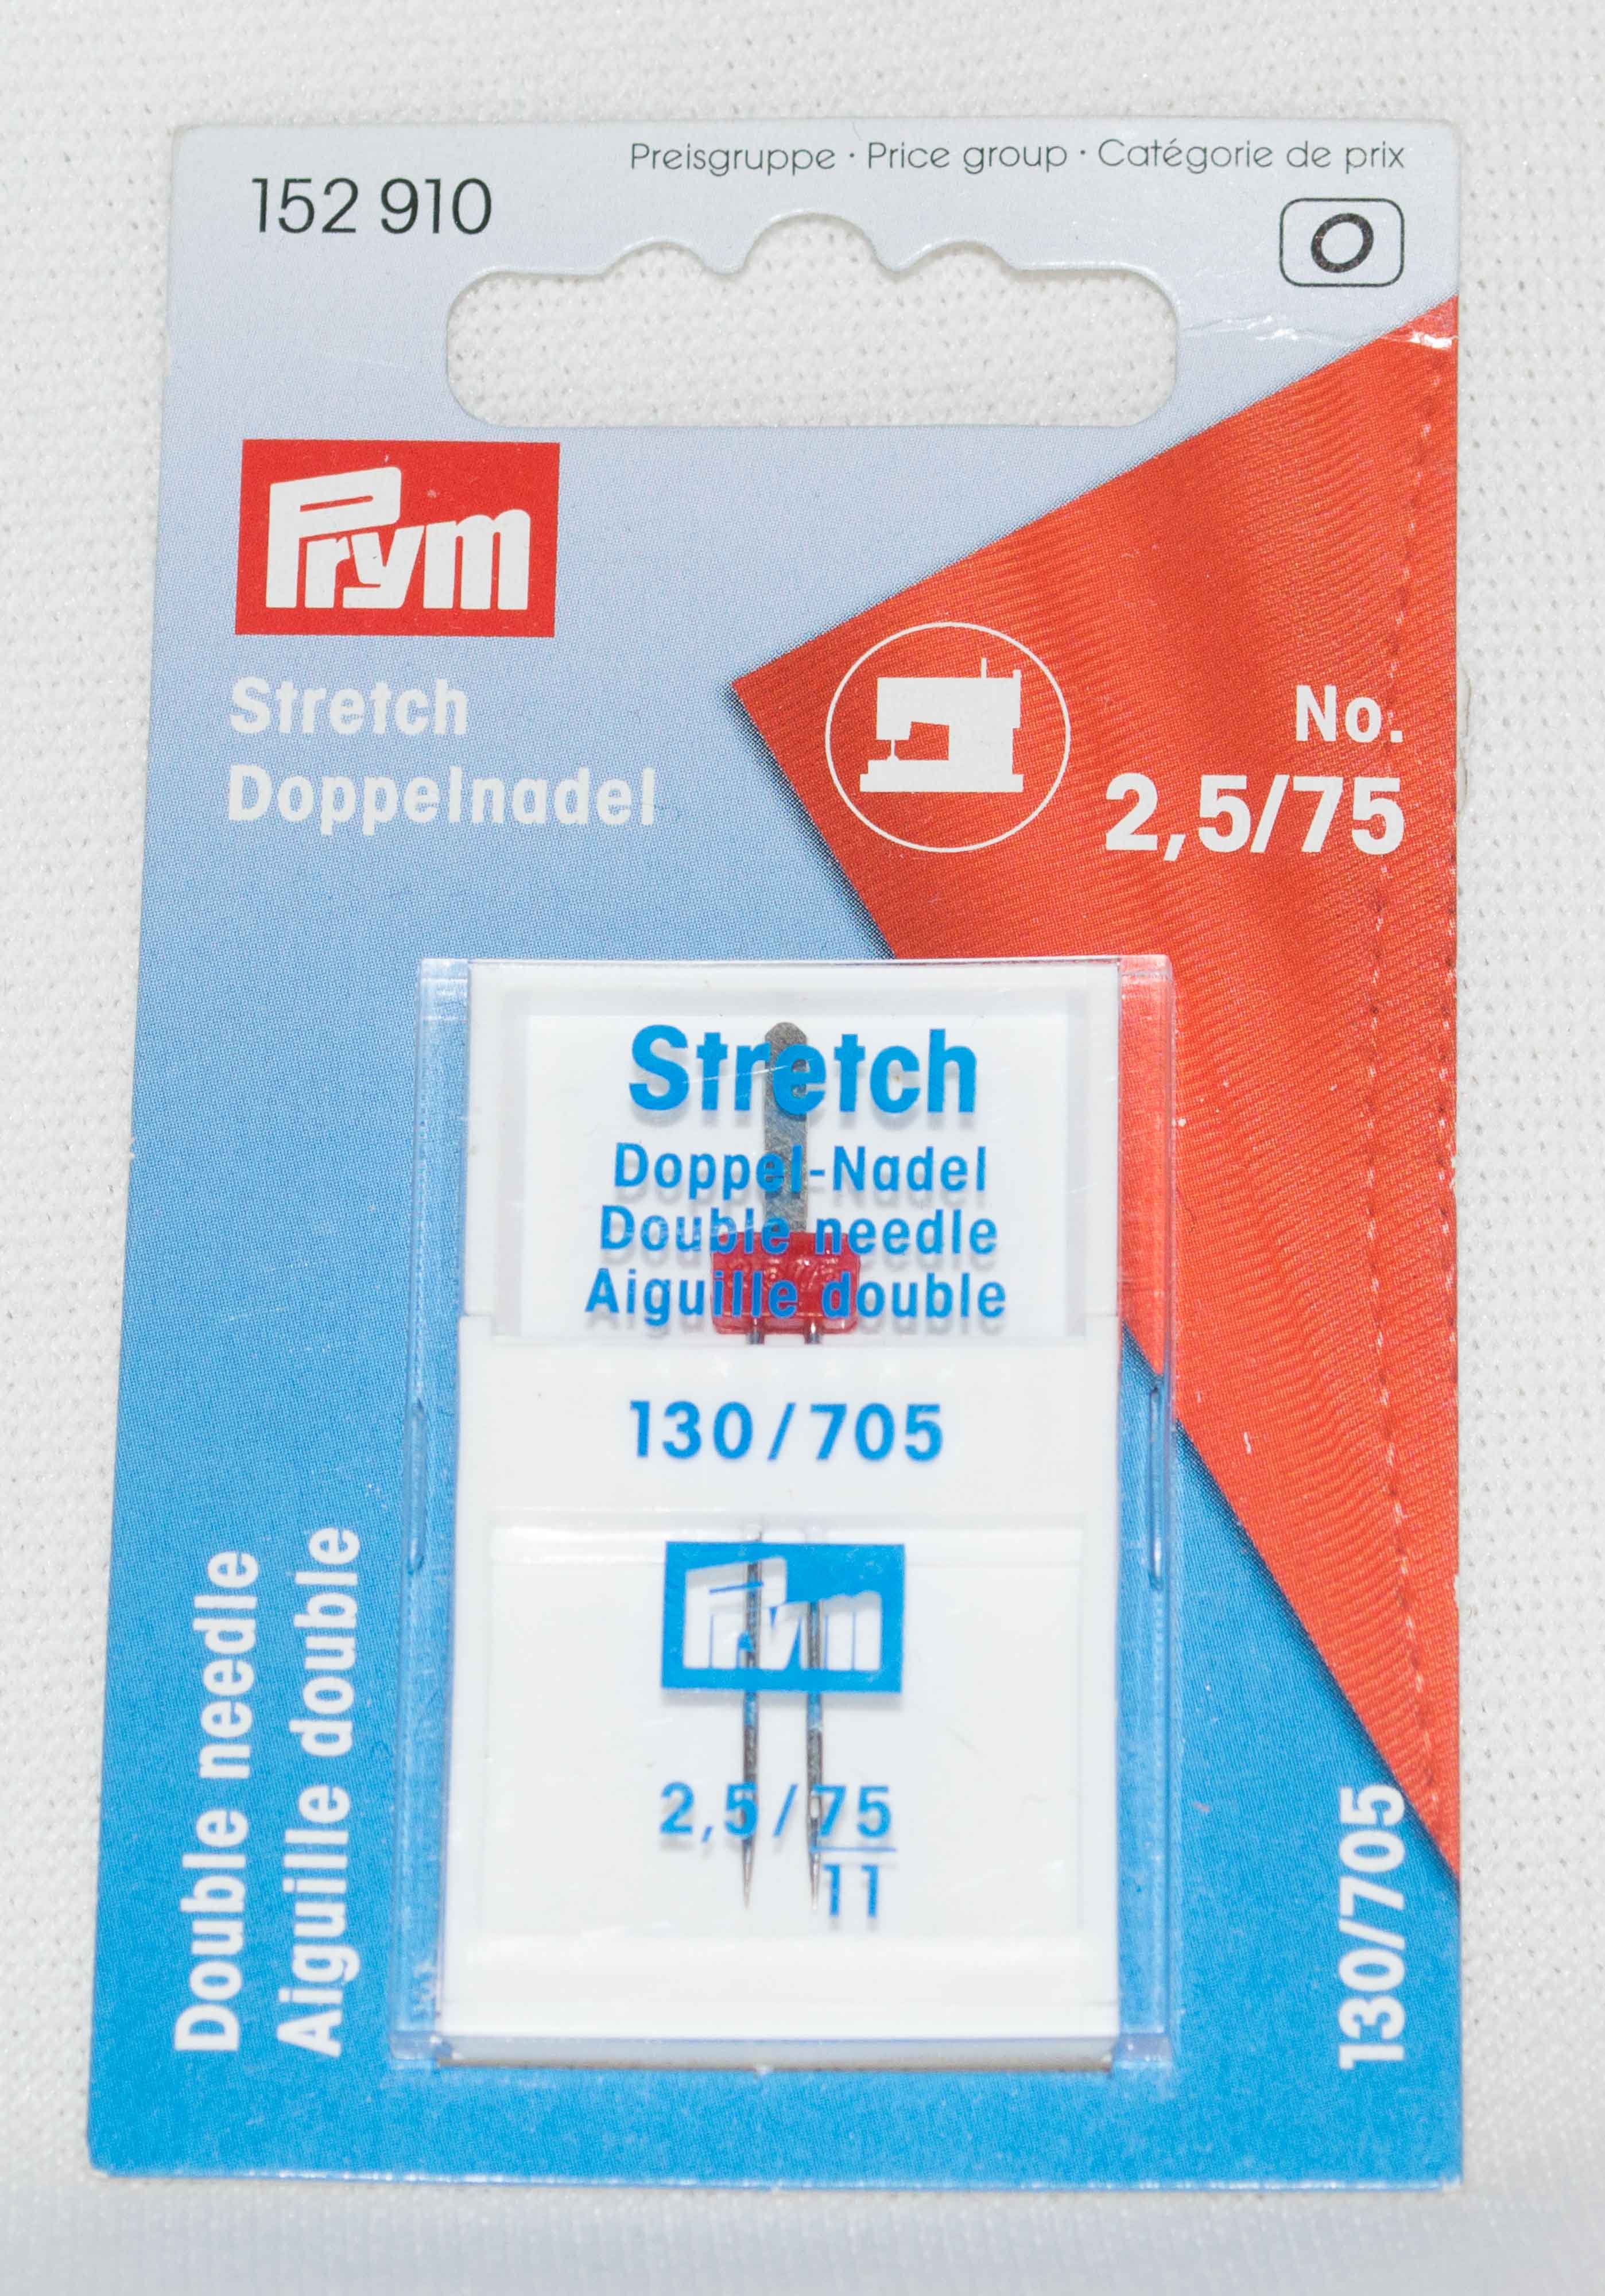 Preisgruppe · Price group · Catégorie de prix
152 910
O
Prym
Stretch
Doppelnadel
No.
2,5/75
Stretch
Doppel-Nadel
Double needle
Aiguille double
130/705
Prym
2,5/75
11
Double needle
Aiguille double
130/705